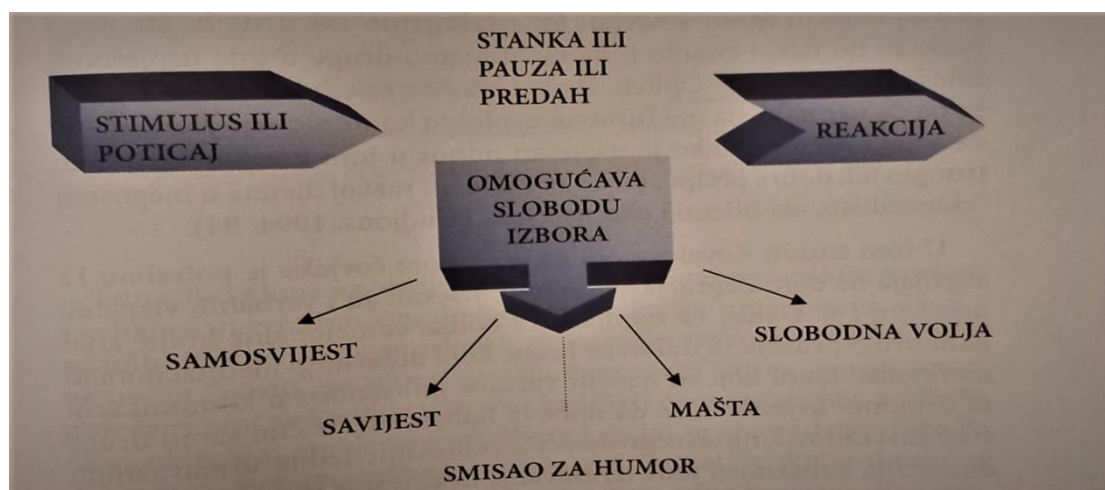 STANKA ILI
PAUZA ILI
PREDAH
STIMULUS ILI
POTICAJ
REAKCIJA
OMOGUĆAVA
SLOBODU
IZBORA
SAMOSVIJEST
SLOBODNA VOLJA
SAVIJEST
MAŠTA
SMISAO ZA HUMOR